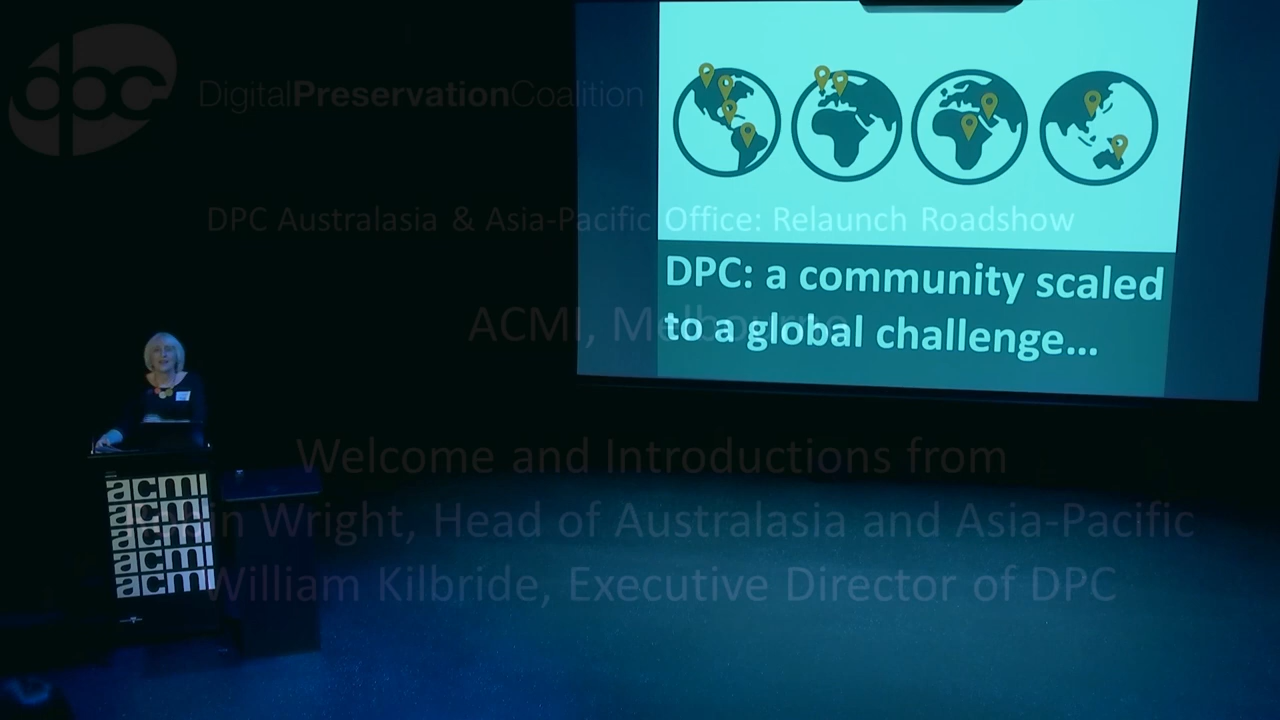 dpc
DigitalPreservationCoalition
DPC Australasia & Asia-Pacific Office: Relaunch Roadshow
DPC: a community scaled
to a global challenge...
ACMI, Melbourne
Welcome and Introductions from
in Wright, Head of Australasia and Asia-Pacific
William Kilbride, Executive Director of DPC
acmi
acmi
acmi
acmi
acmi